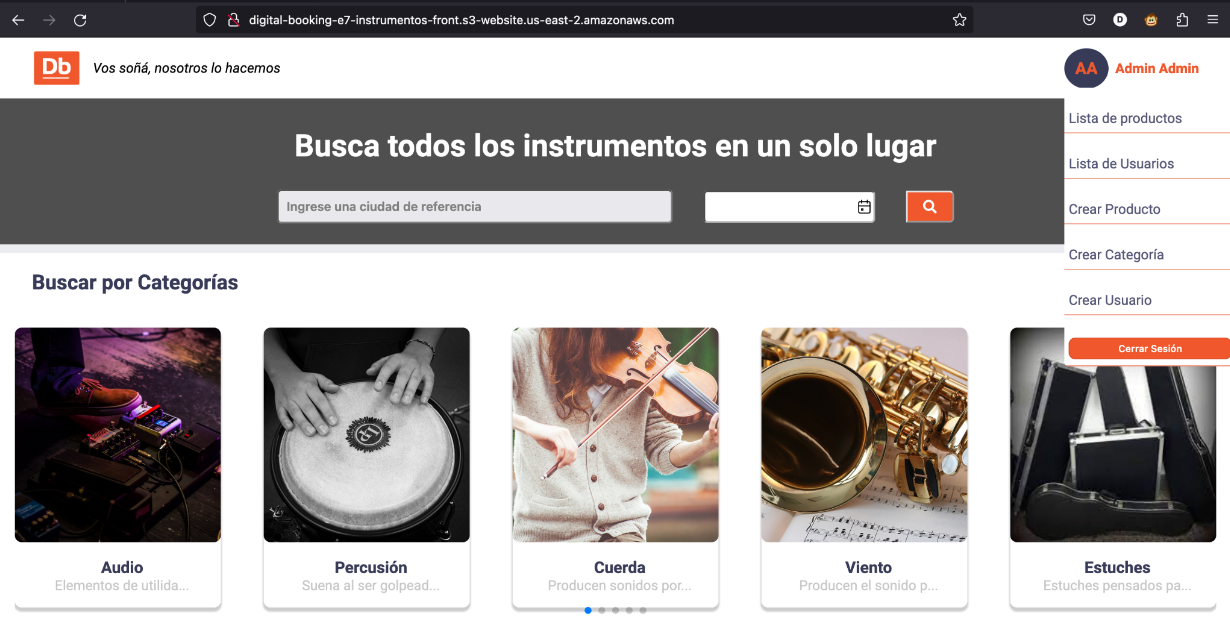 digital-booking-e7-instrumentos-front.s3-website.us-east-2.amazonaws.com
Db
Vos soñá, nosotros lo hacemos
AA
Admin Admin
Lista de productos
Lista de Usuarios
Crear Producto
Crear Categoría
Crear Usuario
Cerrar Sesión
Busca todos los instrumentos en un solo lugar
Ingrese una ciudad de referencia
Buscar por Categorías
Audio
Elementos de utilida...
Percusión
Suena al ser golpead...
Cuerda
Producen sonidos por...
Viento
Producen el sonido p...
Estuches
Estuches pensados pa...